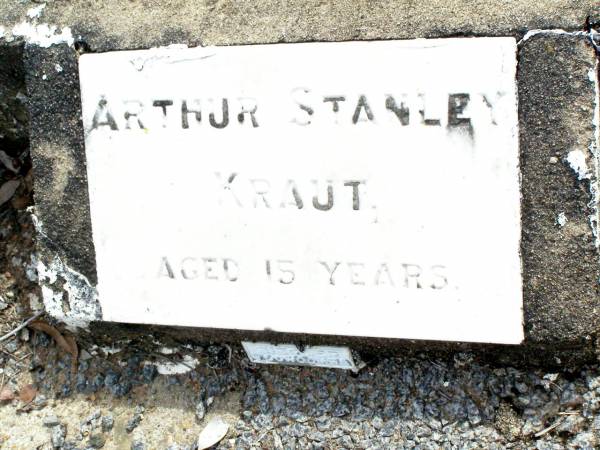 ARTHUR STANLEY
KRAUT.
AGED 15 YEARS.